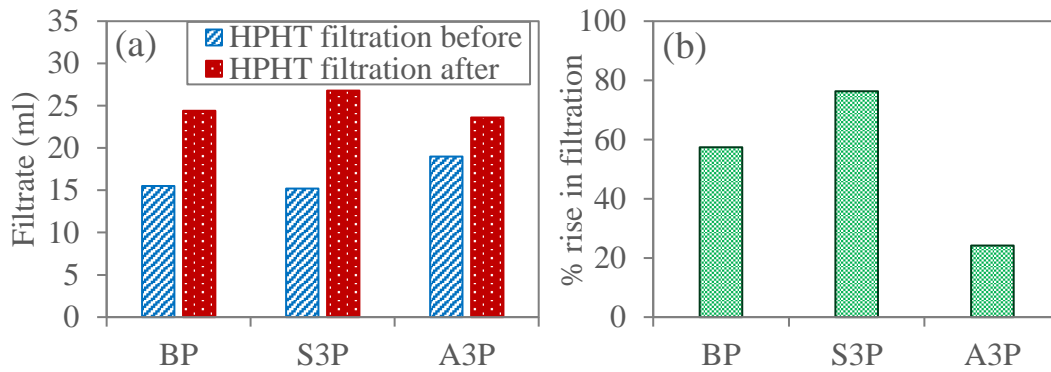 (a)
HPHT filtration before
HPHT filtration after
Filtrate (ml)
35
30
25
20
15
10
5
0
BP S3P A3P
(b)
% rise in filtration
100
80
60
40
20
0
BP S3P A3P